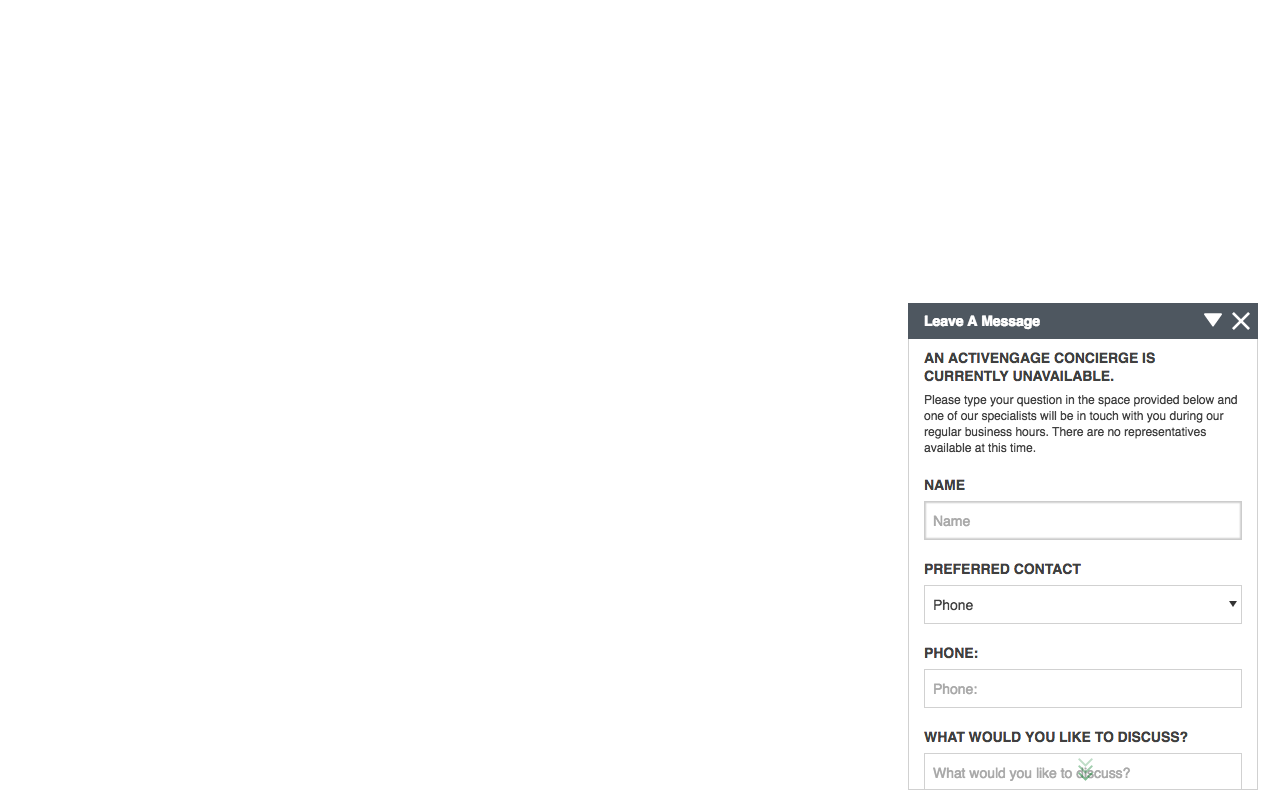 Leave A Message
AN ACTIVENGAGE CONCIERGE IS
CURRENTLY UNAVAILABLE.
Please type your question in the space provided below and
one of our specialists will be in touch with you during our
regular business hours. There are no representatives
available at this time.
NAME
Name
PREFERRED CONTACT
Phone
PHONE:
Phone:
WHAT WOULD YOU LIKE TO DISCUSS?
What would you like to discuss?